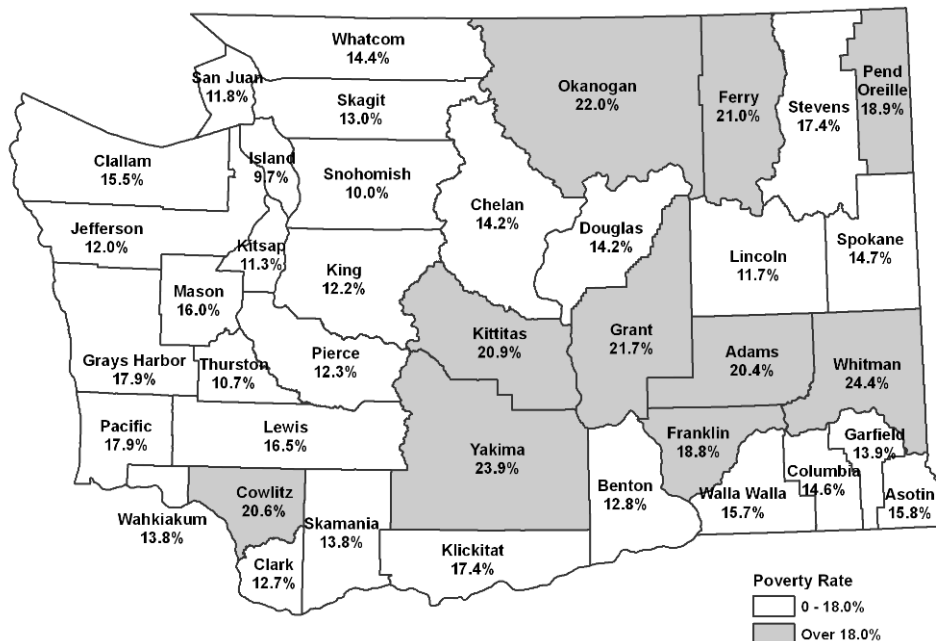 Whatcom
14.4%
San Juan
11.8%
Skagit
13.0%
Okanogan
22.0%
Ferry
21.0%
Stevens
17.4%
Pend
Oreille
18.9%
Clallam
15.5%
Island
9.7%
Snohomish
10.0%
Chelan
14.2%
Douglas
14.2%
Jefferson
12.0%
Kitsap
11.3%
King
12.2%
Lincoln
11.7%
Spokane
14.7%
Mason
16.0%
Kittitas
20.9%
Grant
21.7%
Adams
20.4%
Whitman
24.4%
Grays Harbor
17.9%
Thurston
10.7%
Pierce
12.3%
Pacific
17.9%
Lewis
16.5%
Yakima
23.9%
Franklin
18.8%
Garfield
13.9%
Benton
12.8%
Walla Walla
15.7%
Columbia
14.6%
Asotin
15.8%
Wahkiakum
13.8%
Cowlitz
20.6%
Skamania
13.8%
Clark
12.7%
Klickitat
17.4%
Poverty Rate
0 - 18.0%
Over 18.0%